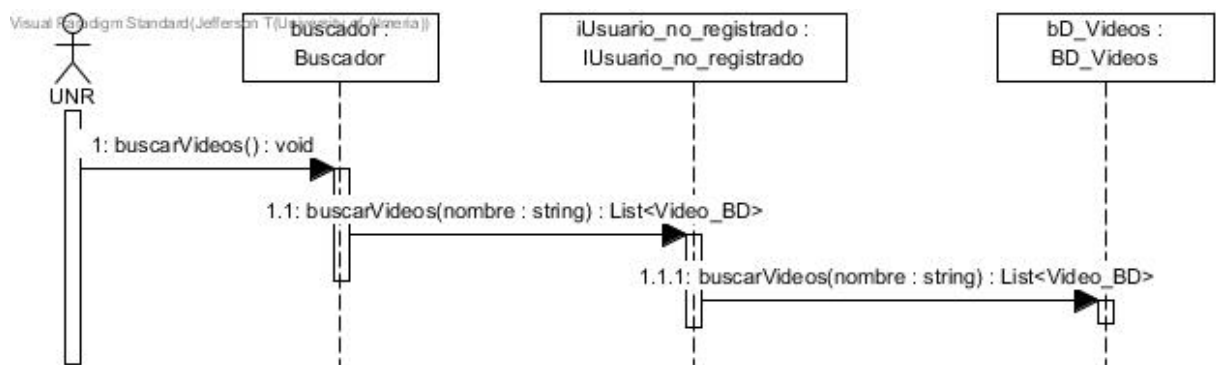 Visual Paradigm Standard(Jefferson T(University of Almeria))
buscador :
Buscador
iUsuario_no_registrado :
IUsuario_no_registrado
bD_Videos :
BD_Videos
UNR
1: buscarVideos() : void
1.1: buscarVideos(nombre : string) : List<Video_BD>
1.1.1: buscarVideos(nombre : string) : List<Video_BD>